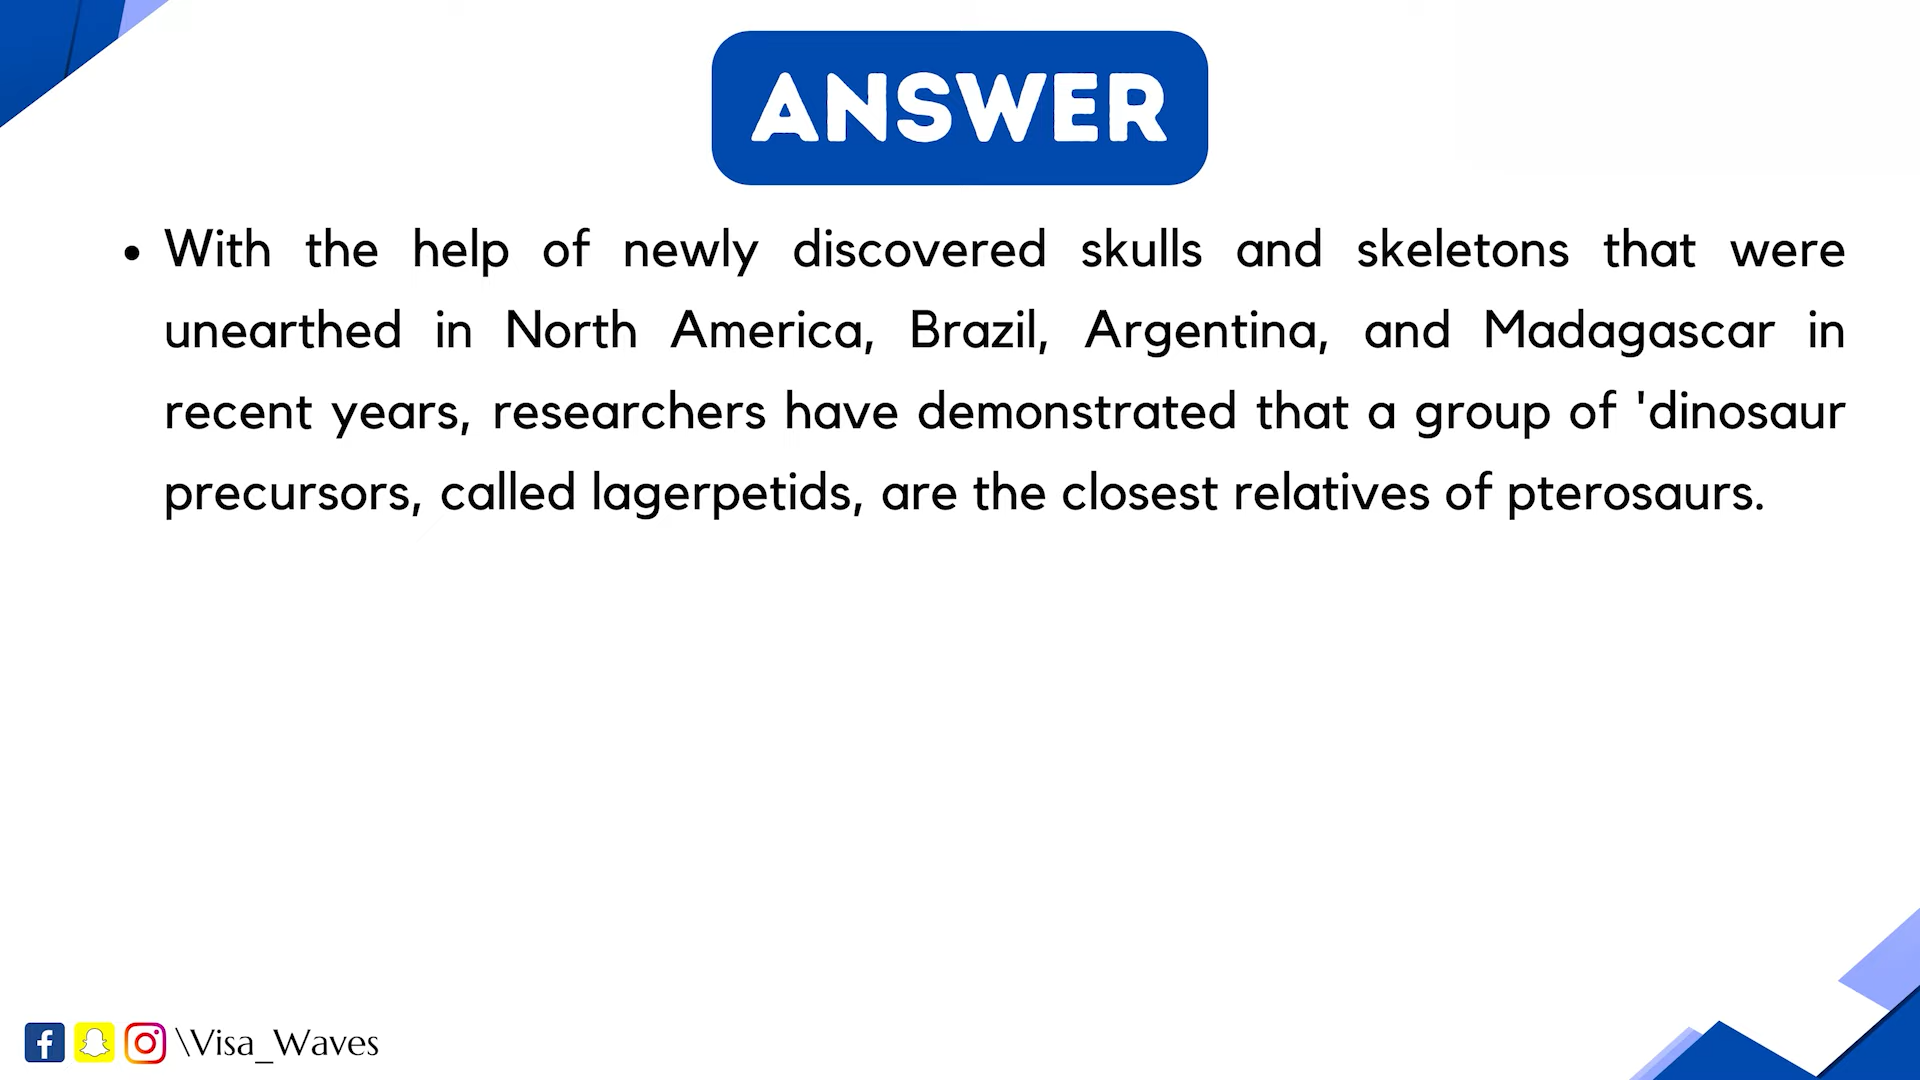 ANSWER
• With the help of newly discovered skulls and skeletons that were
unearthed in North America, Brazil, Argentina, and Madagascar in
recent years, researchers have demonstrated that a group of 'dinosaur
precursors, called lagerpetids, are the closest relatives of pterosaurs.
\Visa_Waves